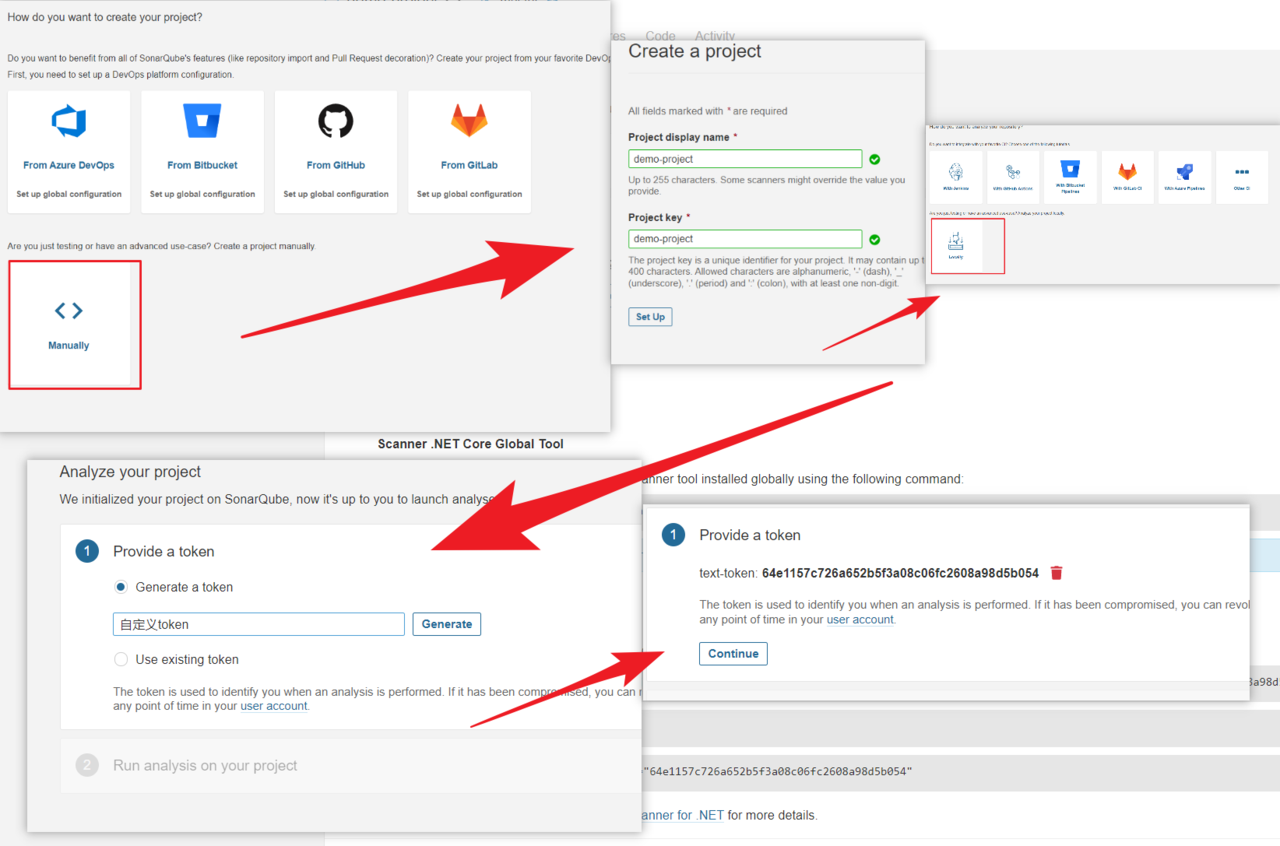 How do you want to create your project?
Do you want to benefit from all of SonarQube's features (like repository import and Pull Request decoration)? Create your project from your favorite DevOp
First, you need to set up a DevOps platform configuration.
From Azure DevOps
From Bitbucket
From GitHub
From GitLab
Set up global configuration
Set up global configuration
Set up global configuration
Set up global configuration
Are you just testing or have an advanced use-case? Create a project manually.
Manually
Code
Activity
Create a project
All fields marked with * are required
Project display name *
demo-project
Up to 255 characters. Some scanners might override the value you
provide.
Project key *
demo-project
The project key is a unique identifier for your project. It may contain up to
400 characters. Allowed characters are alphanumeric, '-' (dash), '_'
(underscore), '.' (period) and ':' (colon), with at least one non-digit.
Set Up
With Jenkins
With GitHub Actions
With Bitbucket
Pipelines
With GitLab CI
With Azure Pipelines
Other CI
Locally
Scanner .NET Core Global Tool
anner tool installed globally using the following command:
Analyze your project
We initialized your project on SonarQube, now it's up to you to launch analyse
1
Provide a token
Generate a token
自定义token
Generate
Use existing token
The token is used to identify you when an analysis is performed. If it has been compromised, you can r
any point of time in your user account.
2
Run analysis on your project
1
Provide a token
text-token: 64e1157c726a652b5f3a08c06fc2608a98d5b054
The token is used to identify you when an analysis is performed. If it has been compromised, you can revol
any point of time in your user account.
Continue
8a98d5
"64e1157c726a652b5f3a08c06fc2608a98d5b054"
anner for .NET for more details.